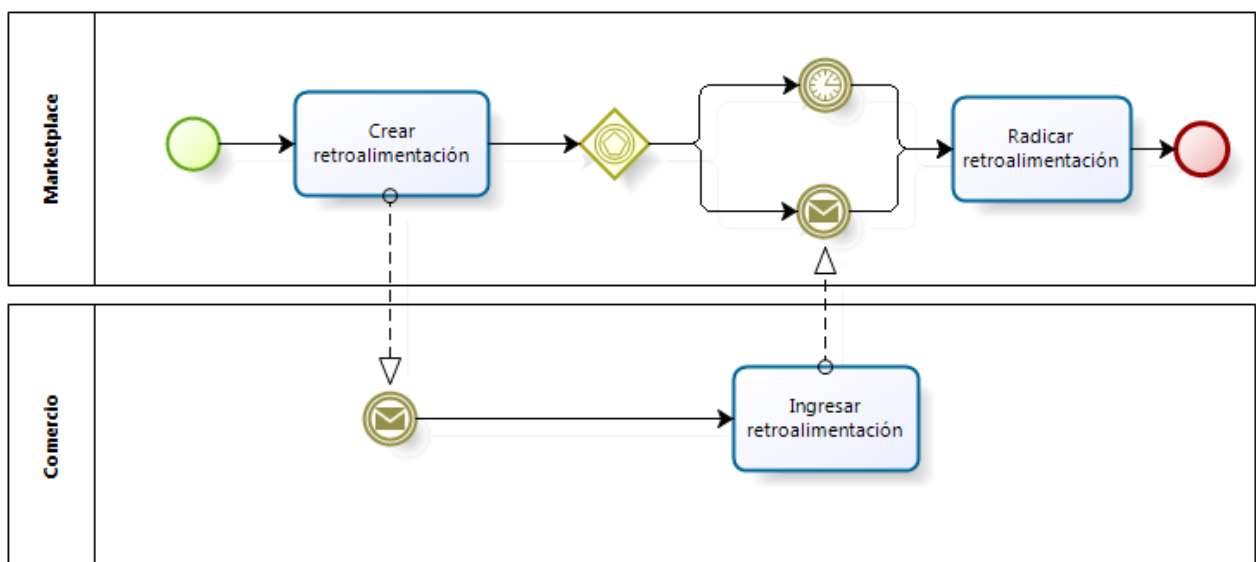 Marketplace
Crear
retroalimentación
Radicar
retroalimentación
Comercio
Ingresar
retroalimentación